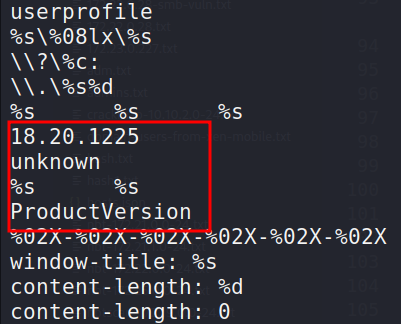 userprofile
%s\%08lx\%s
\\?\%c:
\\.\%s%d
%s %s %s
18.20.1225
unknown
%s %s
ProductVersion
%02X-%02X-%02X-%02X-%02X-%02X
window-title: %s
content-length: %d
content-length: 0